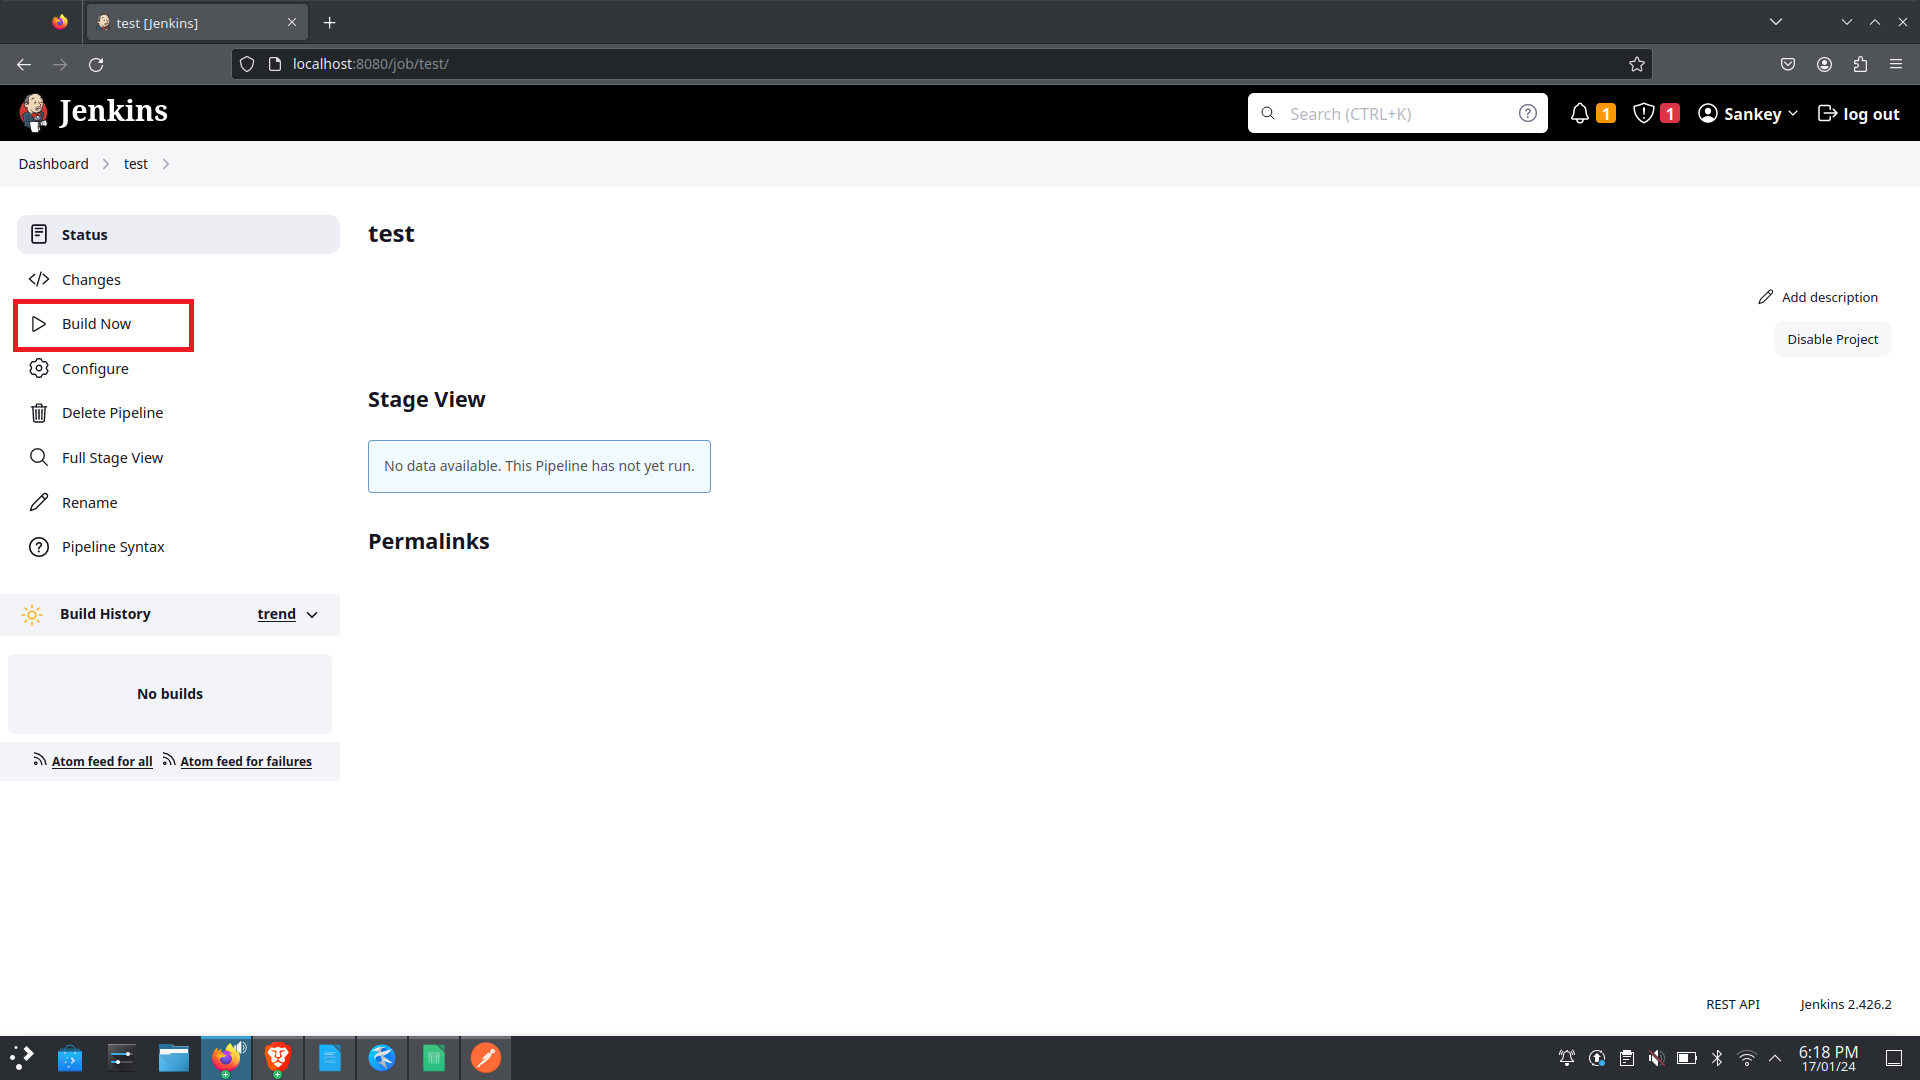 test [Jenkins]
localhost:8080/job/test/
Jenkins
Search (CTRL+K)
1
1
Sankey
log out
Dashboard
test
Status
Changes
Build Now
Configure
Delete Pipeline
Full Stage View
Rename
Pipeline Syntax
Build History
trend
No builds
Atom feed for all
Atom feed for failures
test
Add description
Disable Project
Stage View
No data available. This Pipeline has not yet run.
Permalinks
REST API
Jenkins 2.426.2
6:18 PM
17/01/24